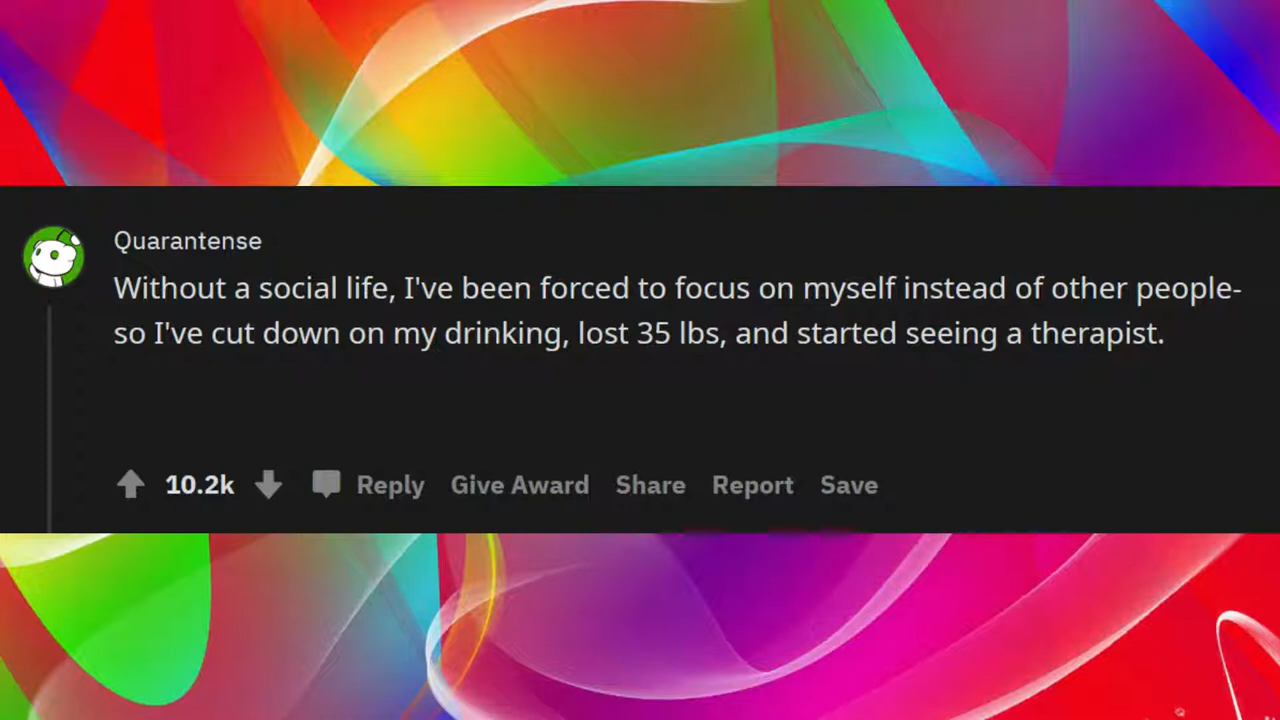 Quarantense
Without a social life, I've been forced to focus on myself instead of other people-
so I've cut down on my drinking, lost 35 lbs, and started seeing a therapist.
10.2k Reply Give Award Share Report Save